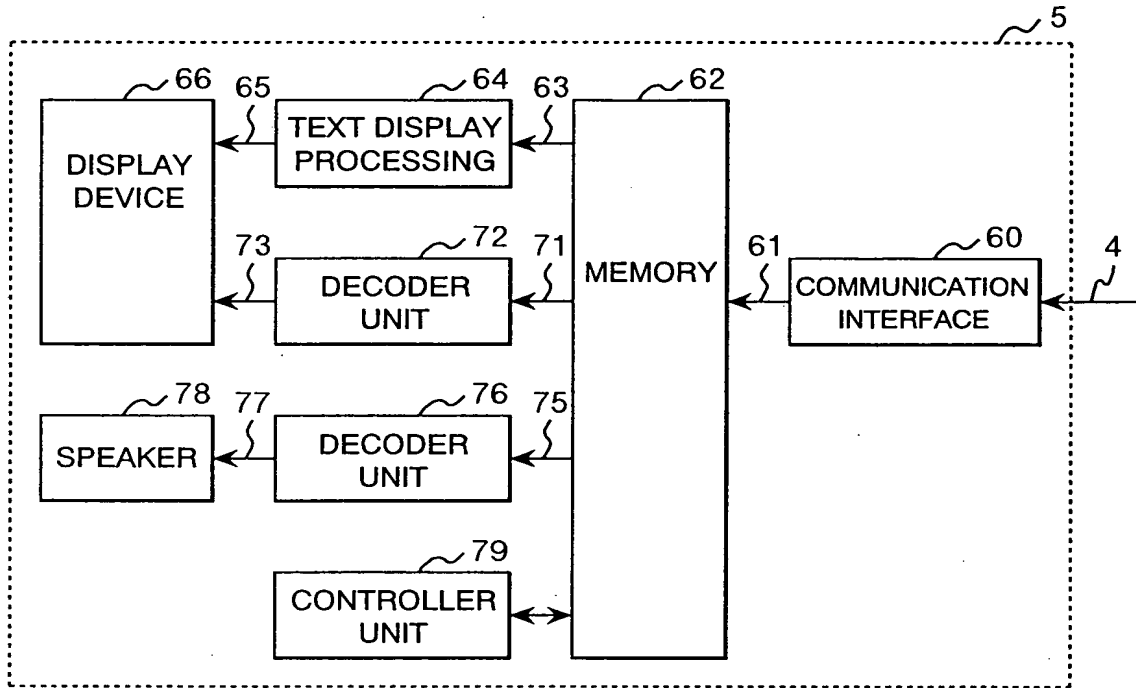 5
66
65
64
63
62
DISPLAY
DEVICE
TEXT DISPLAY
PROCESSING
73
72
71
61
60
4
DECODER
UNIT
MEMORY
COMMUNICATION
INTERFACE
78
77
76
75
SPEAKER
DECODER
UNIT
79
CONTROLLER
UNIT